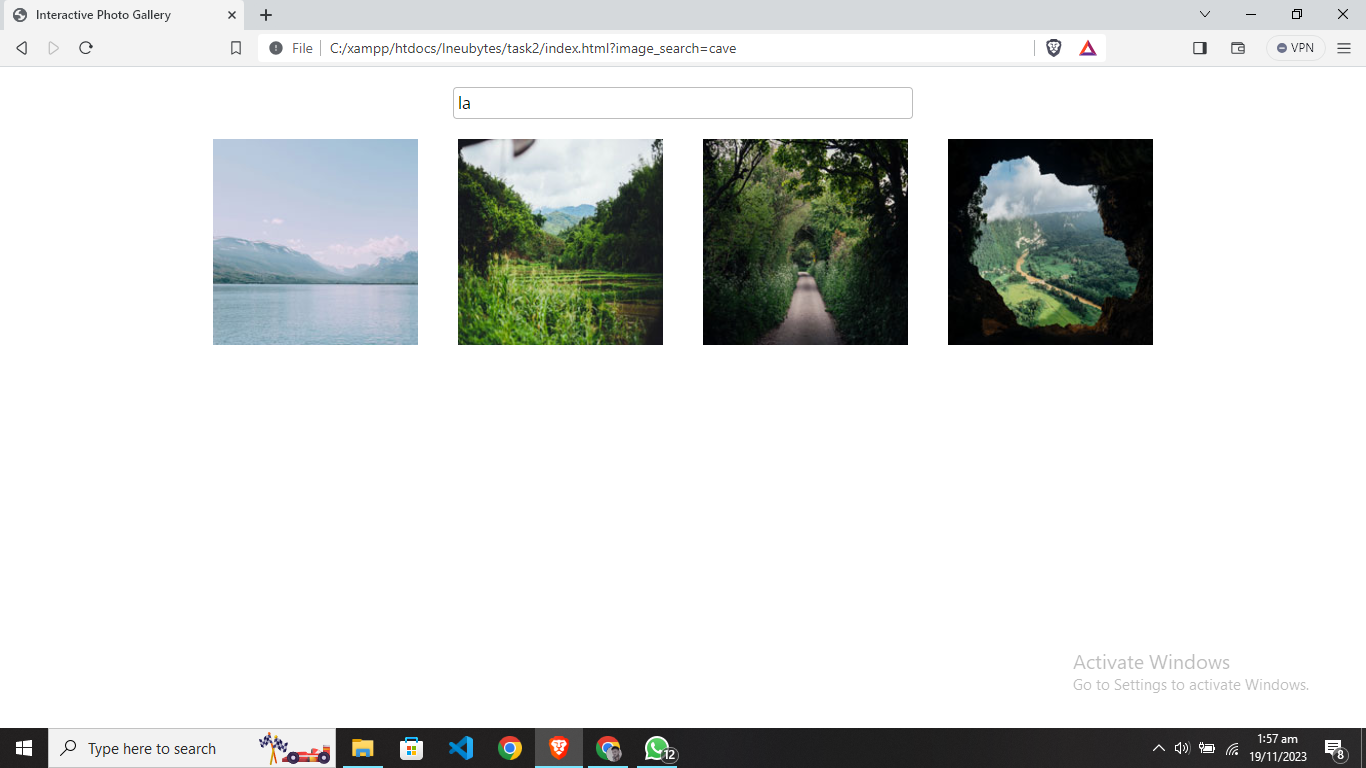 Interactive Photo Gallery
File C:/xampp/htdocs/Ineubytes/task2/index.html?image_search=cave
VPN
la
Activate Windows
Go to Settings to activate Windows.
Type here to search
12
1:57 am
19/11/2023
8